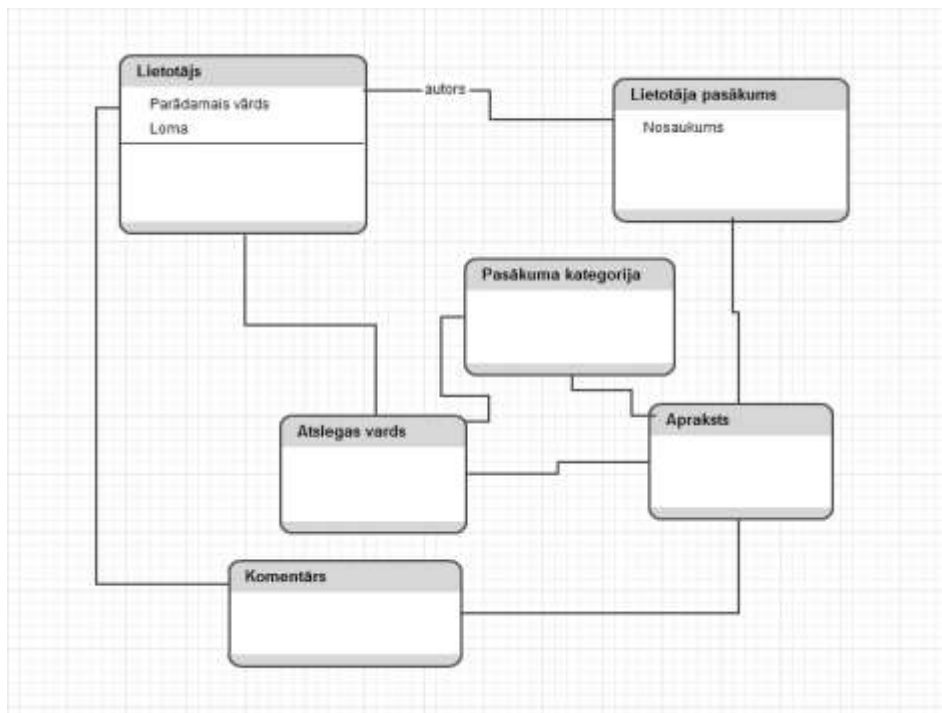 Lietotājs
Parādamais vārds
Loma
autors
Lietotāja pasākums
Nosaukums
Pasākuma kategorija
Atslegas vards
Apraksts
Komentārs